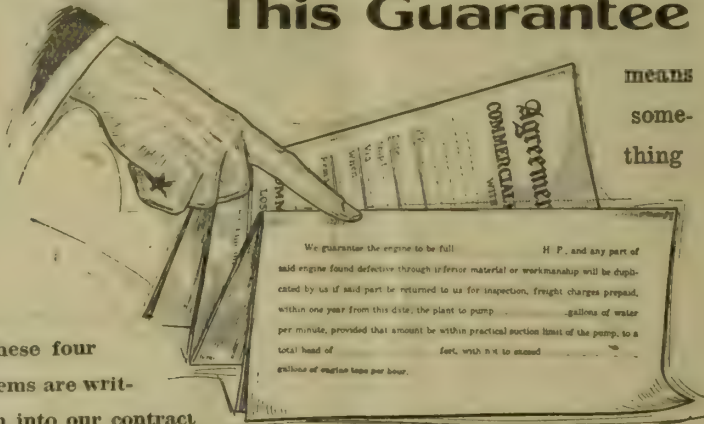 This Guarantee
means
some-
thing
Agreemen
COMMERCIAL
WITH
We guarantee the engine to be full H P, and any part of
said engine found defective through inferior material or workmanship will be dupli-
cated by us if said part be returned to us for inspection, freight charges prepaid,
within one year from this date, the plant to pump gallons of water
per minute, provided that amount be within practical suction limit of the pump, to a
total head of feet, with not to exceed
gallons of engine tops per hour.
hese four
ems are writ-
n into our contract